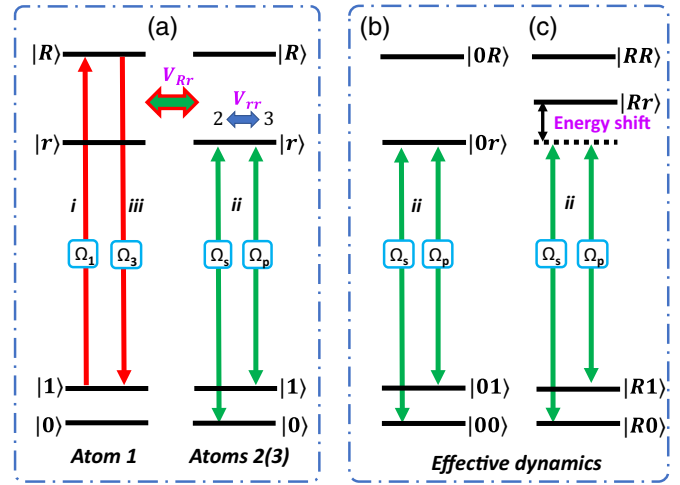 (a)
|R⟩
V_Rr
V_rr
2 3
|r⟩ |r⟩
i iii ii
Ω₁ Ω₃ Ωₛ Ωₚ
|1⟩ |1⟩
|0⟩ |0⟩
Atom 1 Atoms 2(3)
(b) (c)
|0R⟩ |RR⟩
|Rr⟩
Energy shift
|0r⟩
ii ii
Ωₛ Ωₚ Ωₛ Ωₚ
|01⟩ |R1⟩
|00⟩ |R0⟩
Effective dynamics